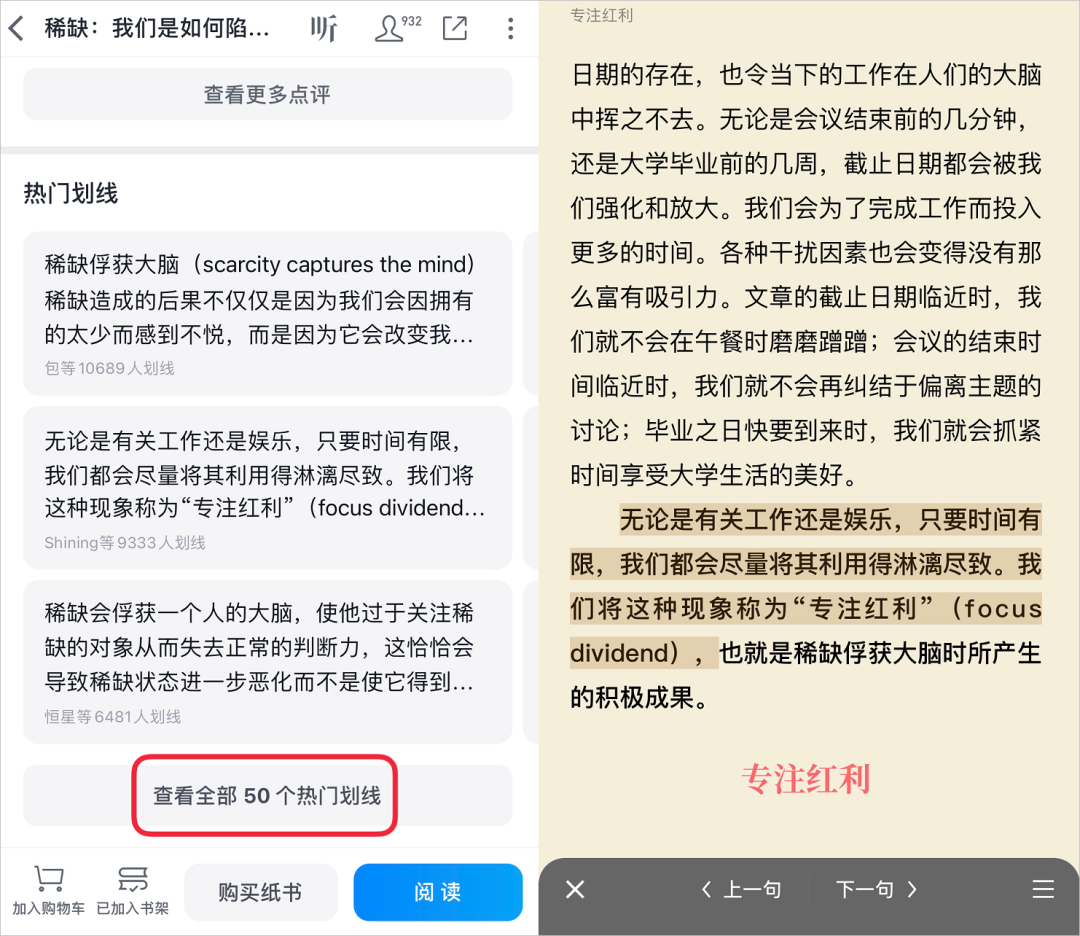 稀缺：我们是如何陷...
听
932
查看更多点评
热门划线
稀缺俘获大脑（scarcity captures the mind）
稀缺造成的后果不仅仅是因为我们会因拥有
的太少而感到不悦，而是因为它会改变我...
包等10689人划线
无论是有关工作还是娱乐，只要时间有限，
我们都会尽量将其利用得淋漓尽致。我们将
这种现象称为“专注红利”（focus dividend...
Shining等9333人划线
稀缺会俘获一个人的大脑，使他过于关注稀
缺的对象从而失去正常的判断力，这恰恰会
导致稀缺状态进一步恶化而不是使它得到...
恒星等6481人划线
查看全部 50 个热门划线
加入购物车
已加入书架
购买纸书
阅 读
专注红利
日期的存在，也令当下的工作在人们的大脑
中挥之不去。无论是会议结束前的几分钟，
还是大学毕业前的几周，截止日期都会被我
们强化和放大。我们会为了完成工作而投入
更多的时间。各种干扰因素也会变得没有那
么富有吸引力。文章的截止日期临近时，我
们就不会在午餐时磨磨蹭蹭；会议的结束时
间临近时，我们就不会再纠结于偏离主题的
讨论；毕业之日快要到来时，我们就会抓紧
时间享受大学生活的美好。
无论是有关工作还是娱乐，只要时间有
限，我们都会尽量将其利用得淋漓尽致。我
们将这种现象称为“专注红利”（focus
dividend），也就是稀缺俘获大脑时所产生
的积极成果。
专注红利
上一句
下一句